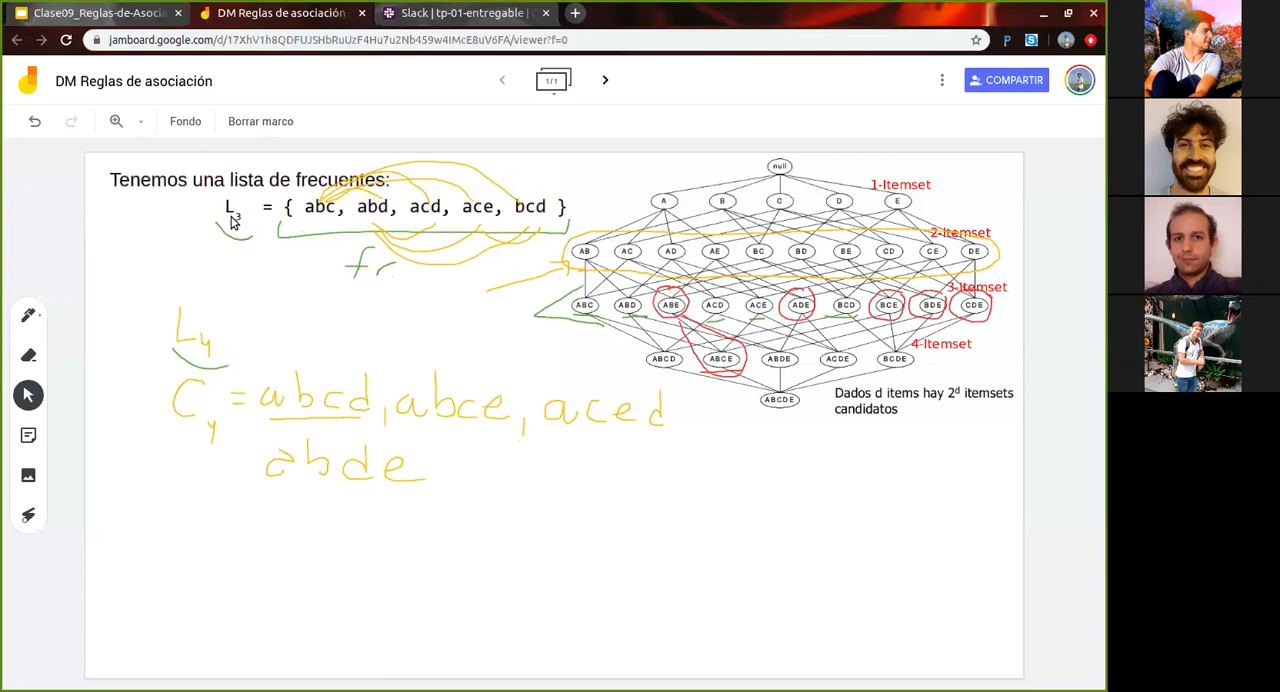 Clase09_Reglas-de-Asocia
DM Reglas de asociación
Slack | tp-01-entregable |
jamboard.google.com/d/17XhV1h8QDFUJSHbRuUzF4Hu7u2Nb459w4IMcE8uV6FA/viewer?f=0
DM Reglas de asociación
1/1
COMPARTIR
Fondo
Borrar marco
Tenemos una lista de frecuentes:
L3 = { abc, abd, acd, ace, bcd }
fr
L4
C4 = abcd, abce, aced
abde
null
1-Itemset
A B C D E
2-Itemset
AB AC AD AE BC BD BE CD CE DE
3-Itemset
ABC ABD ABE ACD ACE ADE BCD BCE BDE CDE
4-Itemset
ABCD ABCE ABDE ACDE BCDE
ABCDE
Dados d items hay 2d itemsets
candidatos